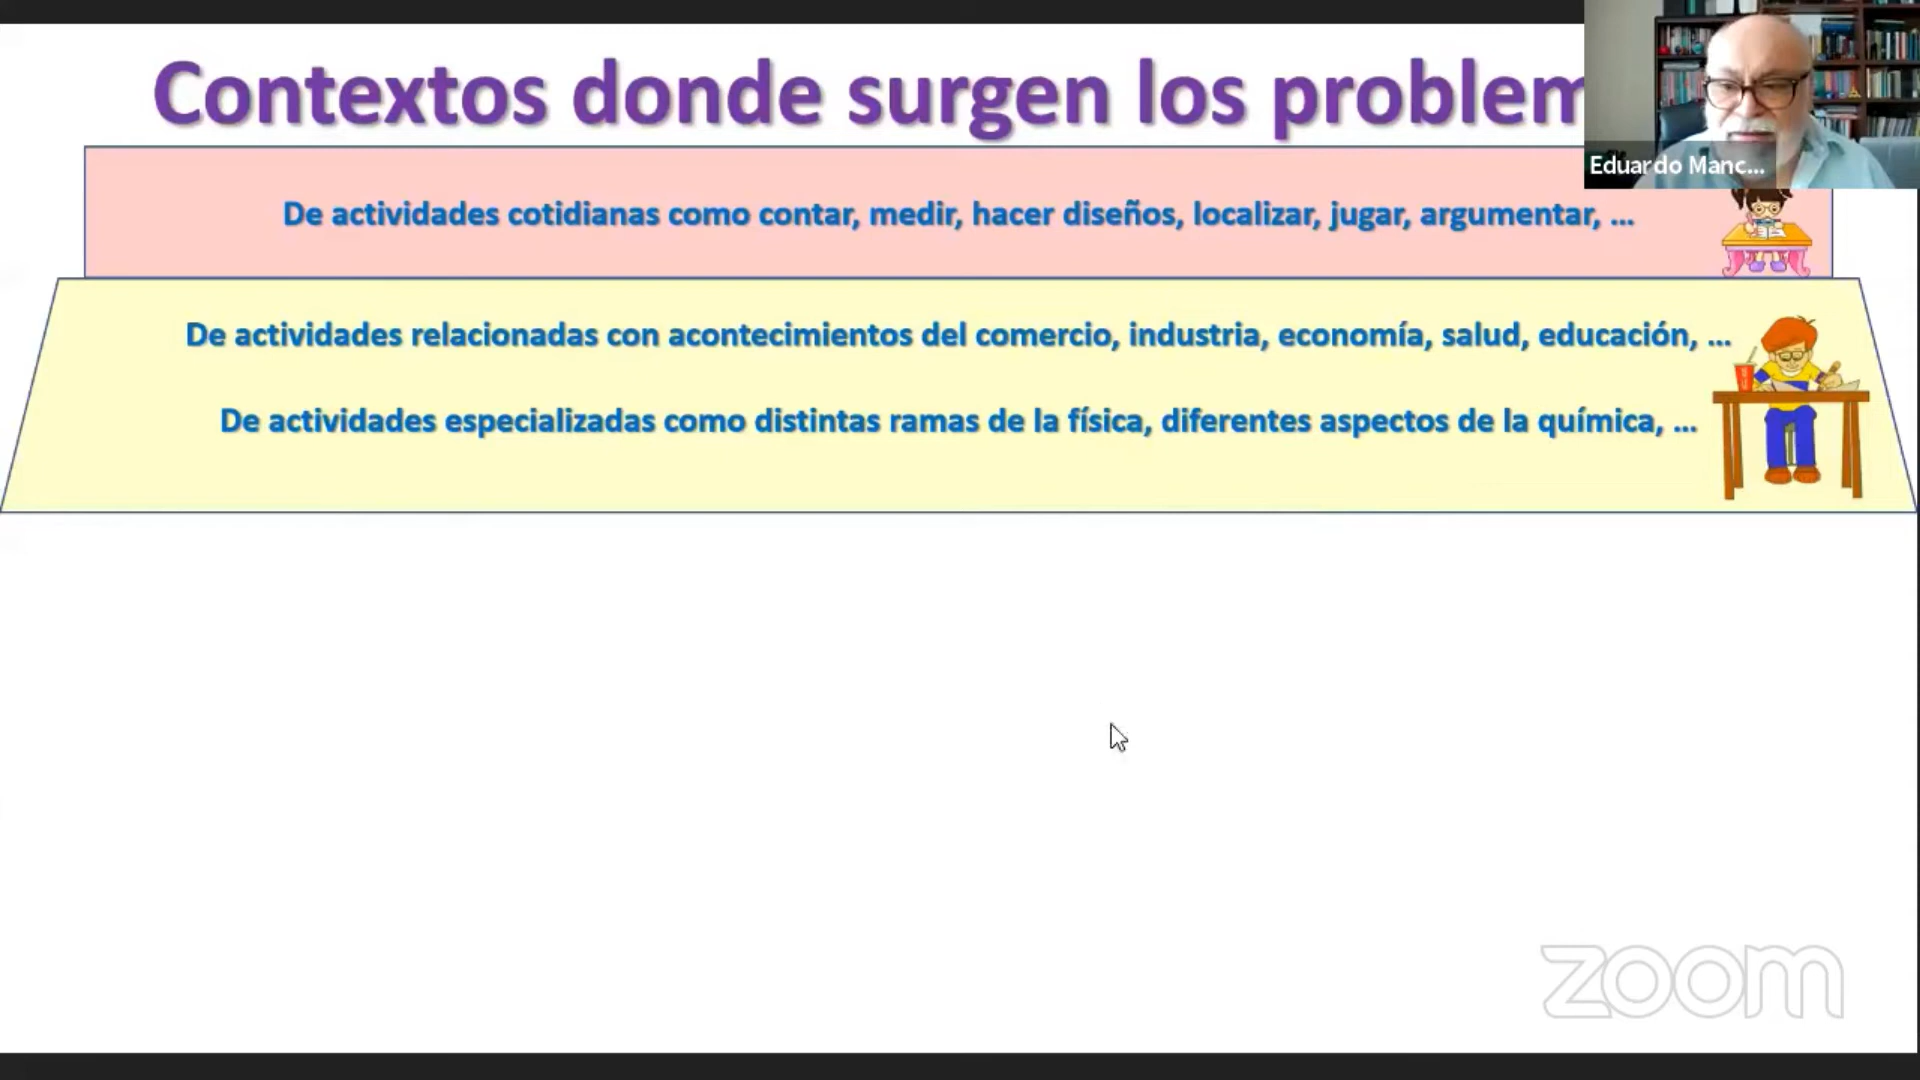 Contextos donde surgen los problem
Eduardo Manc...
De actividades cotidianas como contar, medir, hacer diseños, localizar, jugar, argumentar, ...
De actividades relacionadas con acontecimientos del comercio, industria, economía, salud, educación, ...
De actividades especializadas como distintas ramas de la física, diferentes aspectos de la química, ...
zoom